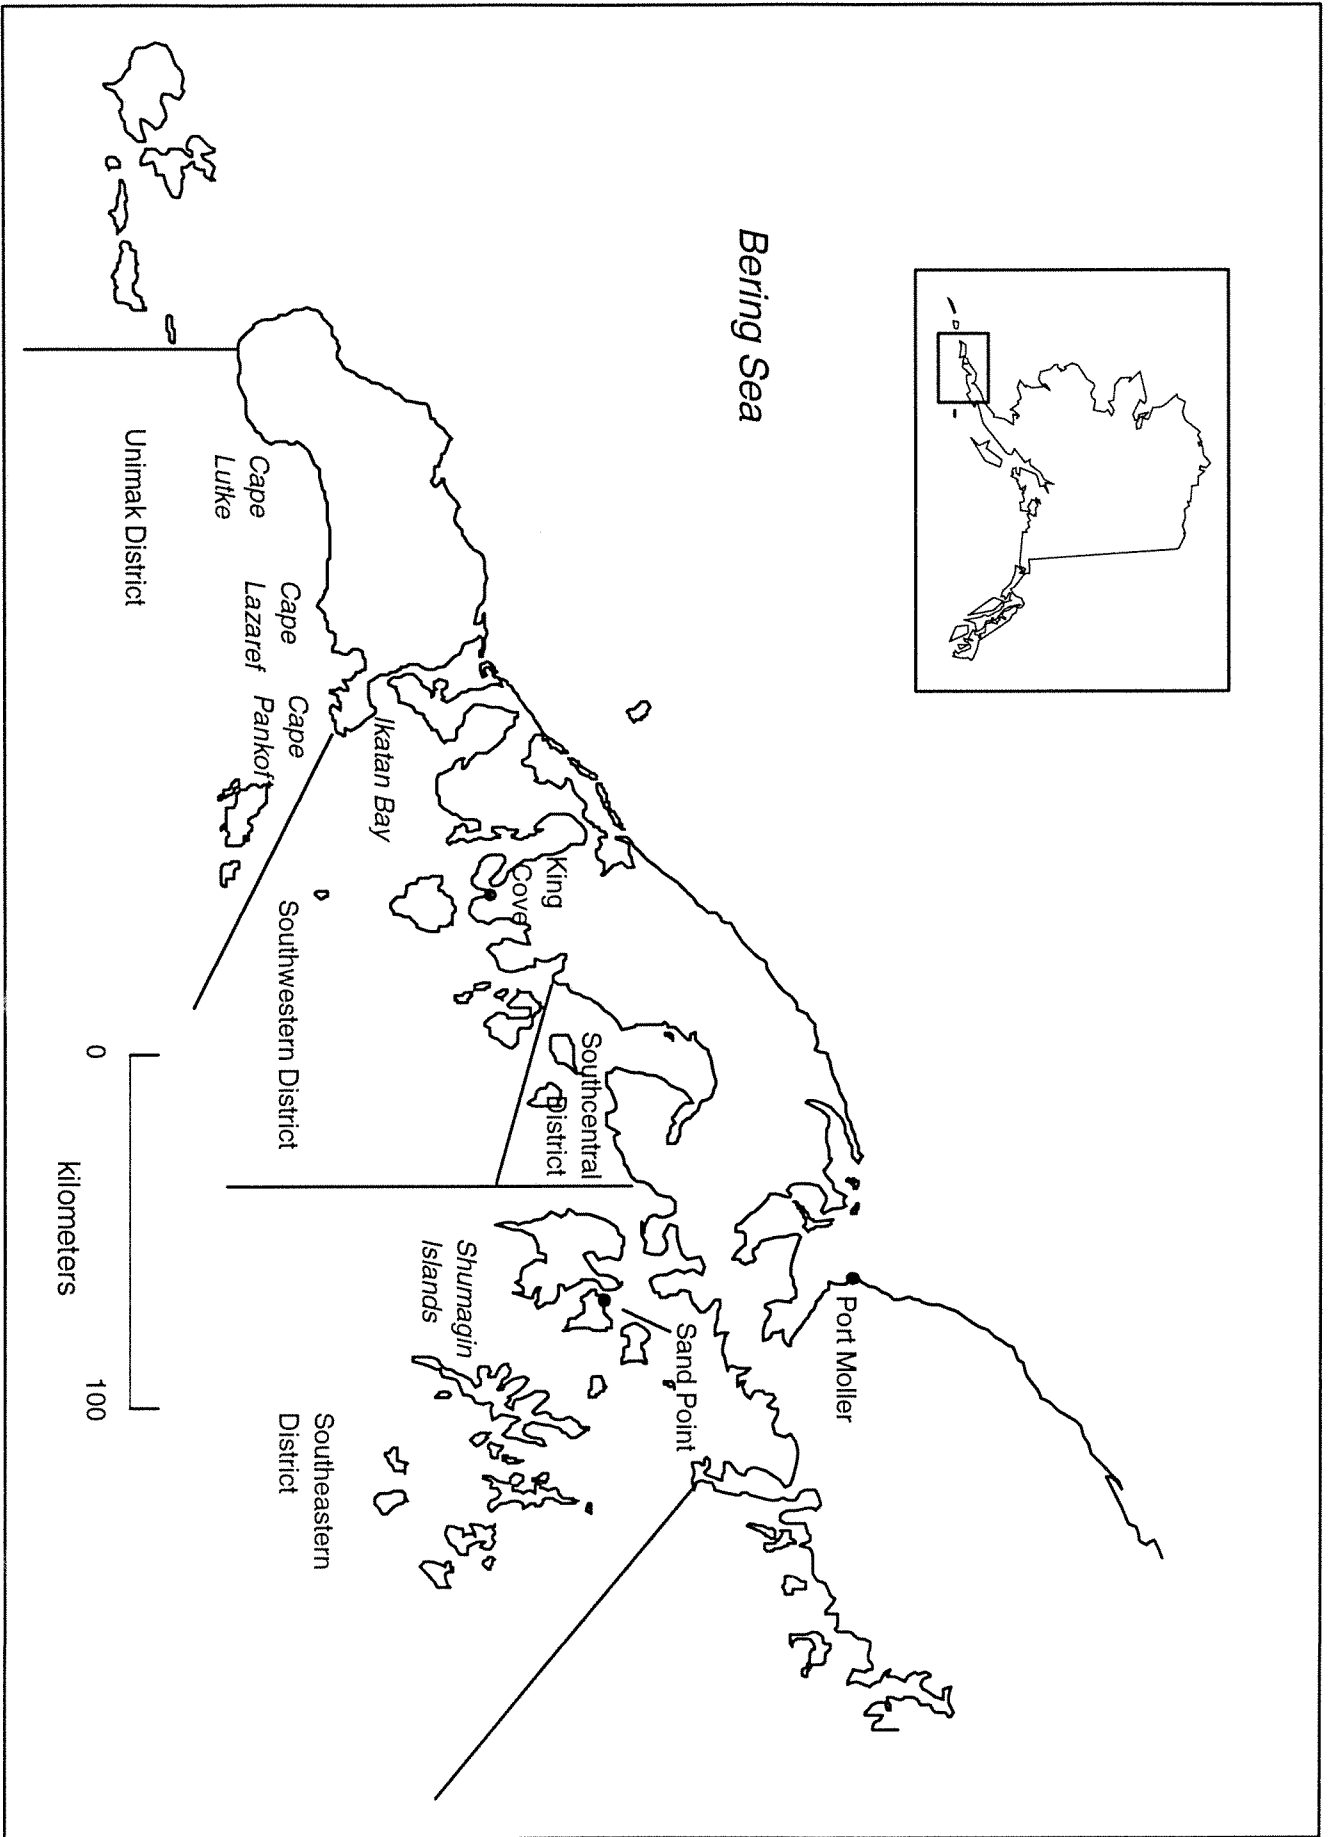 Bering Sea
Port Moller
Sand Point
King
Cove
Southcentral
District
Ikatan Bay
Shumagin
Islands
Cape
Pankof
Cape
Lazaref
Cape
Lutke
Unimak District
Southwestern District
Southeastern
District
0
100
kilometers